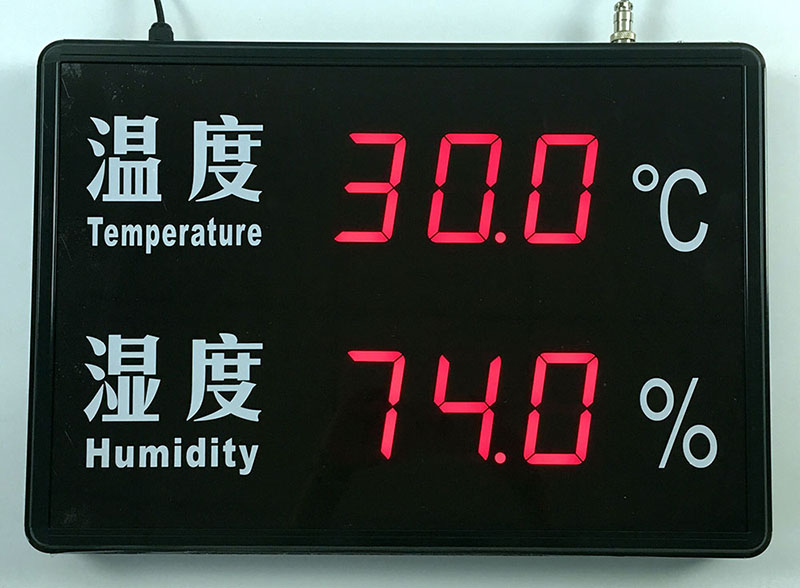 温度 30.0 ℃
Temperature
湿度 74.0 %
Humidity